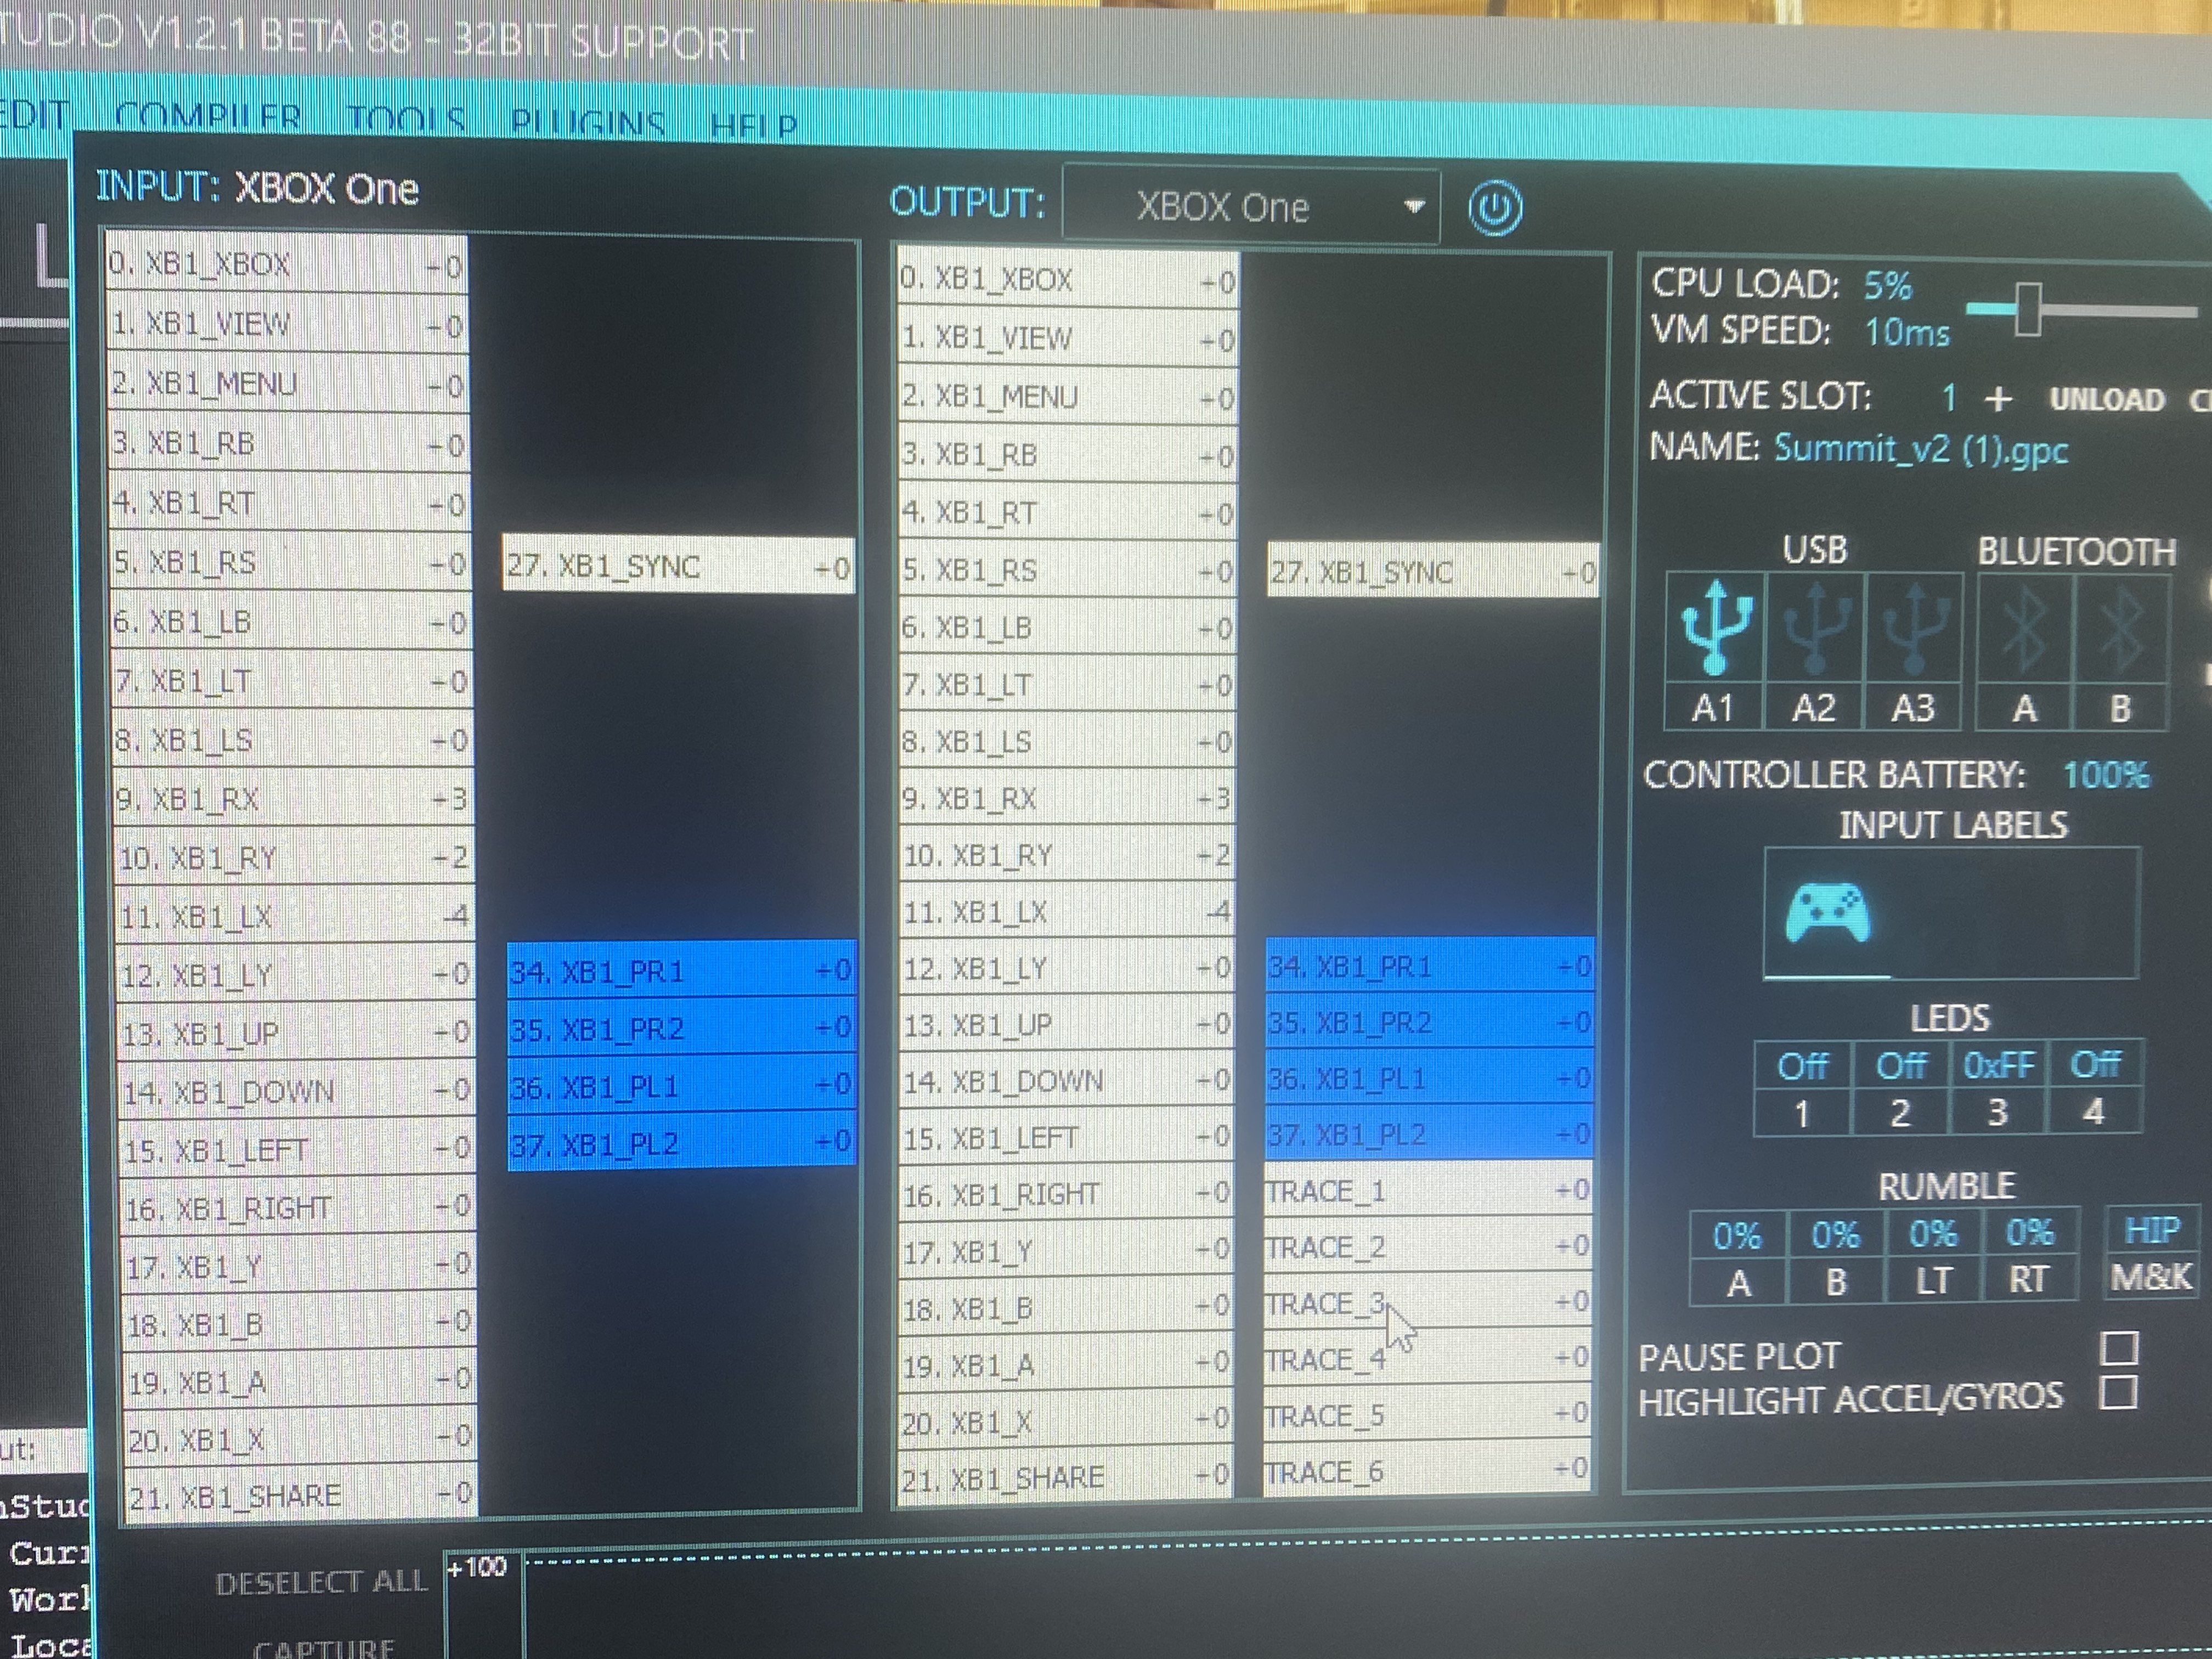 TUDIO V1.2.1 BETA 88 - 32BIT SUPPORT
EDIT COMPILER TOOLS PLUGINS HELP
INPUT: XBOX One
0. XB1_XBOX +0
1. XB1_VIEW +0
2. XB1_MENU +0
3. XB1_RB +0
4. XB1_RT +0
5. XB1_RS +0
6. XB1_LB +0
7. XB1_LT +0
8. XB1_LS +0
9. XB1_RX +3
10. XB1_RY +2
11. XB1_LX -4
12. XB1_LY +0
13. XB1_UP +0
14. XB1_DOWN +0
15. XB1_LEFT +0
16. XB1_RIGHT +0
17. XB1_Y +0
18. XB1_B +0
19. XB1_A +0
20. XB1_X +0
21. XB1_SHARE +0
27. XB1_SYNC +0
34. XB1_PR1 +0
35. XB1_PR2 +0
36. XB1_PL1 +0
37. XB1_PL2 +0
OUTPUT: XBOX One
0. XB1_XBOX +0
1. XB1_VIEW +0
2. XB1_MENU +0
3. XB1_RB +0
4. XB1_RT +0
5. XB1_RS +0
6. XB1_LB +0
7. XB1_LT +0
8. XB1_LS +0
9. XB1_RX +3
10. XB1_RY +2
11. XB1_LX -4
12. XB1_LY +0
13. XB1_UP +0
14. XB1_DOWN +0
15. XB1_LEFT +0
16. XB1_RIGHT +0
17. XB1_Y +0
18. XB1_B +0
19. XB1_A +0
20. XB1_X +0
21. XB1_SHARE +0
27. XB1_SYNC +0
34. XB1_PR1 +0
35. XB1_PR2 +0
36. XB1_PL1 +0
37. XB1_PL2 +0
TRACE_1 +0
TRACE_2 +0
TRACE_3 +0
TRACE_4 +0
TRACE_5 +0
TRACE_6 +0
CPU LOAD: 5%
VM SPEED: 10ms
ACTIVE SLOT: 1 + UNLOAD
NAME: Summit_v2 (1).gpc
USB BLUETOOTH
A1 A2 A3 A B
CONTROLLER BATTERY: 100%
INPUT LABELS
LEDS
Off Off 0xFF Off
1 2 3 4
RUMBLE
0% 0% 0% 0% HIP
A B LT RT M&K
PAUSE PLOT
HIGHLIGHT ACCEL/GYROS
ut:
Stud
Curr
Work
Loca
DESELECT ALL
+100
CAPTURE